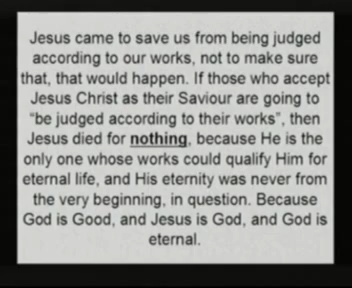 Jesus came to save us from being judged
according to our works, not to make sure
that, that would happen. If those who accept
Jesus Christ as their Saviour are going to
“be judged according to their works”, then
Jesus died for nothing, because He is the
only one whose works could qualify Him for
eternal life, and His eternity was never from
the very beginning, in question. Because
God is Good, and Jesus is God, and God is
eternal.